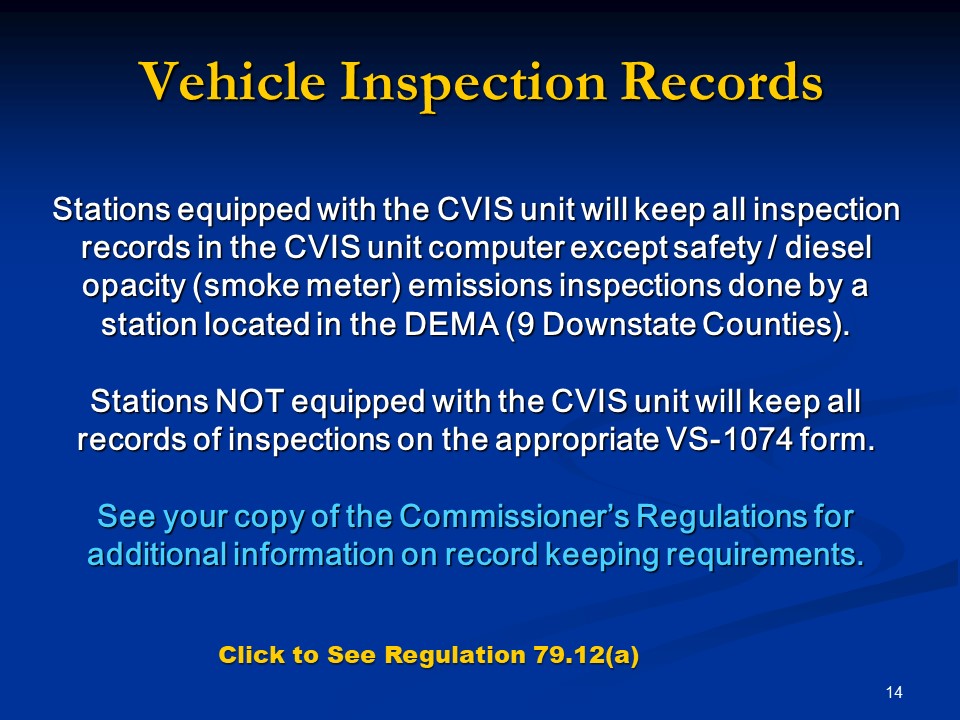 Vehicle Inspection Records
Stations equipped with the CVIS unit will keep all inspection
records in the CVIS unit computer except safety / diesel
opacity (smoke meter) emissions inspections done by a
station located in the DEMA (9 Downstate Counties).
Stations NOT equipped with the CVIS unit will keep all
records of inspections on the appropriate VS-1074 form.
See your copy of the Commissioner’s Regulations for
additional information on record keeping requirements.
Click to See Regulation 79.12(a)
14